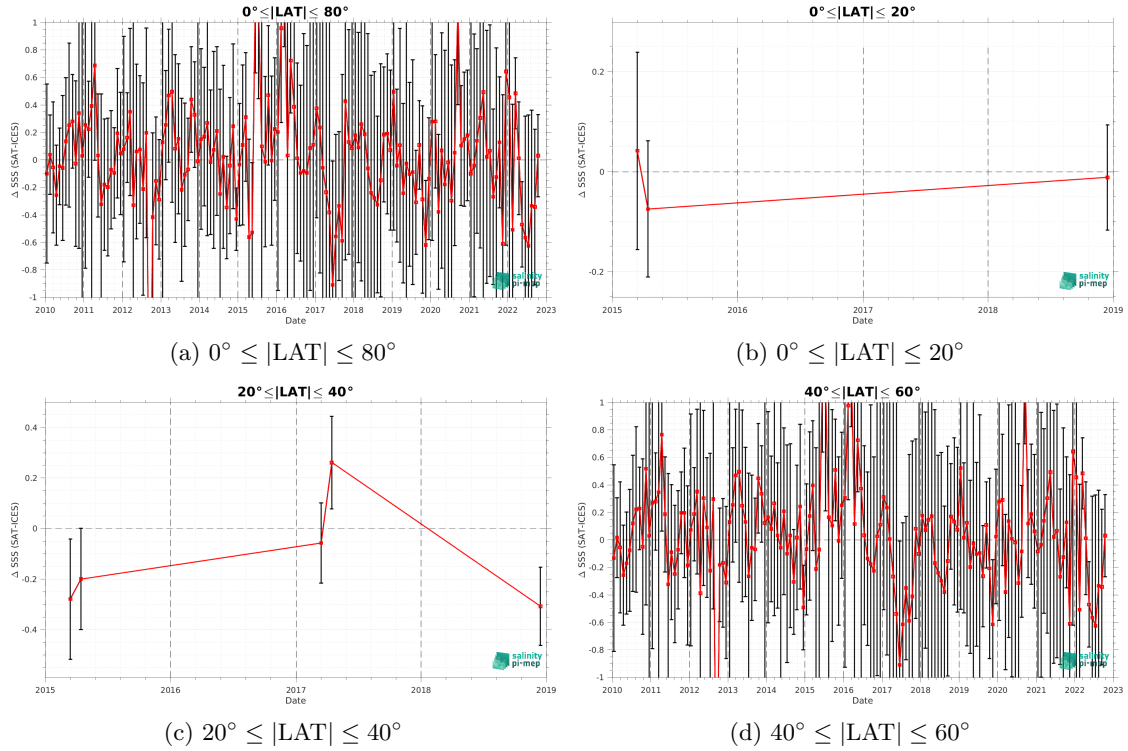 0°≤|LAT|≤ 80°
Δ SSS (SAT-ICES)
1
0.8
0.6
0.4
0.2
0
-0.2
-0.4
-0.6
-0.8
-1
2010 2011 2012 2013 2014 2015 2016 2017 2018 2019 2020 2021 2022 2023
Date
salinity
pi-mep
(a) 0° ≤ |LAT| ≤ 80°
0°≤|LAT|≤ 20°
Δ SSS (SAT-ICES)
0.2
0
-0.2
2015 2016 2017 2018 2019
Date
salinity
pi-mep
(b) 0° ≤ |LAT| ≤ 20°
20°≤|LAT|≤ 40°
Δ SSS (SAT-ICES)
0.4
0.2
0
-0.2
-0.4
2015 2016 2017 2018 2019
Date
salinity
pi-mep
(c) 20° ≤ |LAT| ≤ 40°
40°≤|LAT|≤ 60°
Δ SSS (SAT-ICES)
1
0.8
0.6
0.4
0.2
0
-0.2
-0.4
-0.6
-0.8
-1
2010 2011 2012 2013 2014 2015 2016 2017 2018 2019 2020 2021 2022 2023
Date
salinity
pi-mep
(d) 40° ≤ |LAT| ≤ 60°